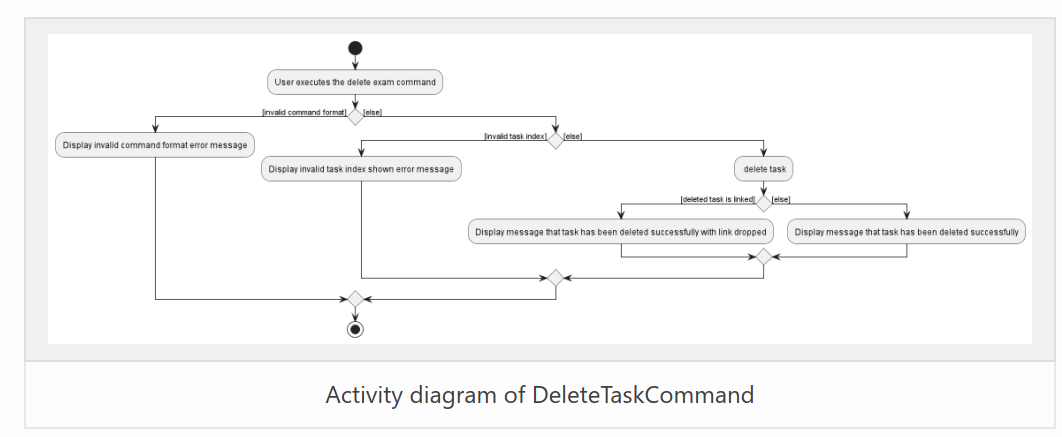 User executes the delete exam command
[invalid command format]
[else]
Display invalid command format error message
[invalid task index]
[else]
Display invalid task index shown error message
delete task
[deleted task is linked]
[else]
Display message that task has been deleted successfully with link dropped
Display message that task has been deleted successfully
Activity diagram of DeleteTaskCommand